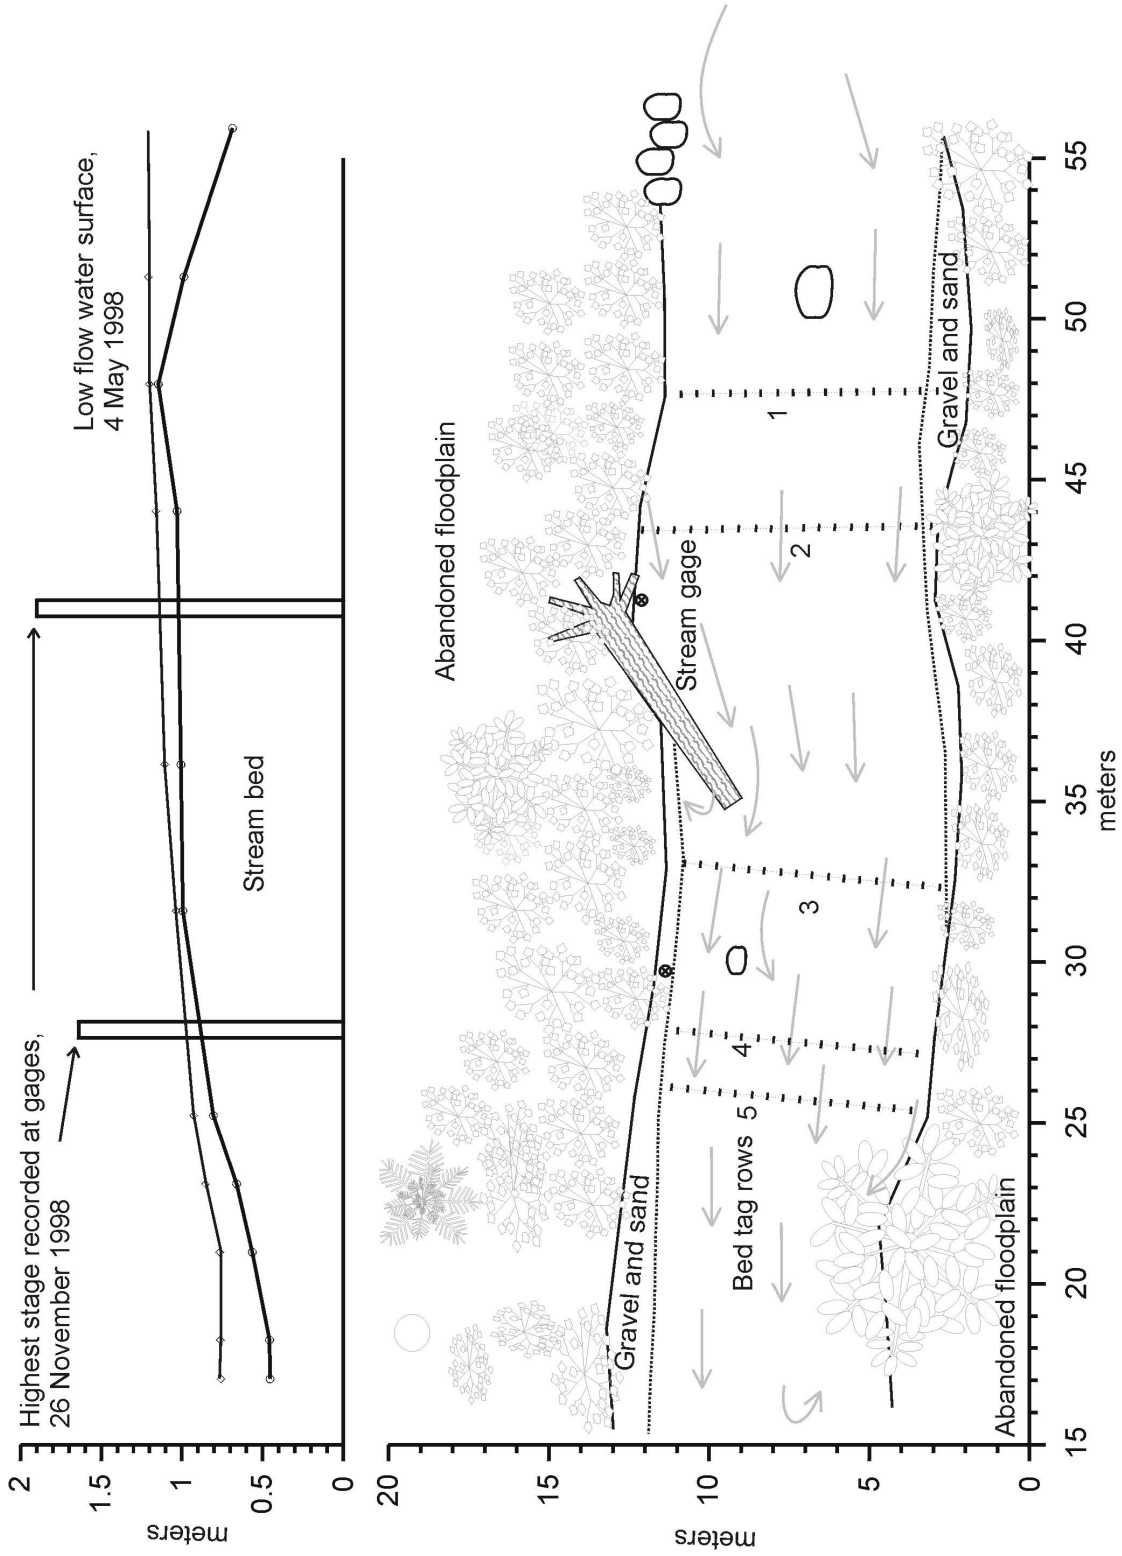 Highest stage recorded at gages,
26 November 1998
Low flow water surface,
4 May 1998
Stream bed
2
1.5
1
0.5
0
meters
Abandoned floodplain
Stream gage
Gravel and sand
Gravel and sand
Bed tag rows
5
4
3
2
1
Abandoned floodplain
20
15
10
5
0
meters
15
20
25
30
35
40
45
50
55
meters